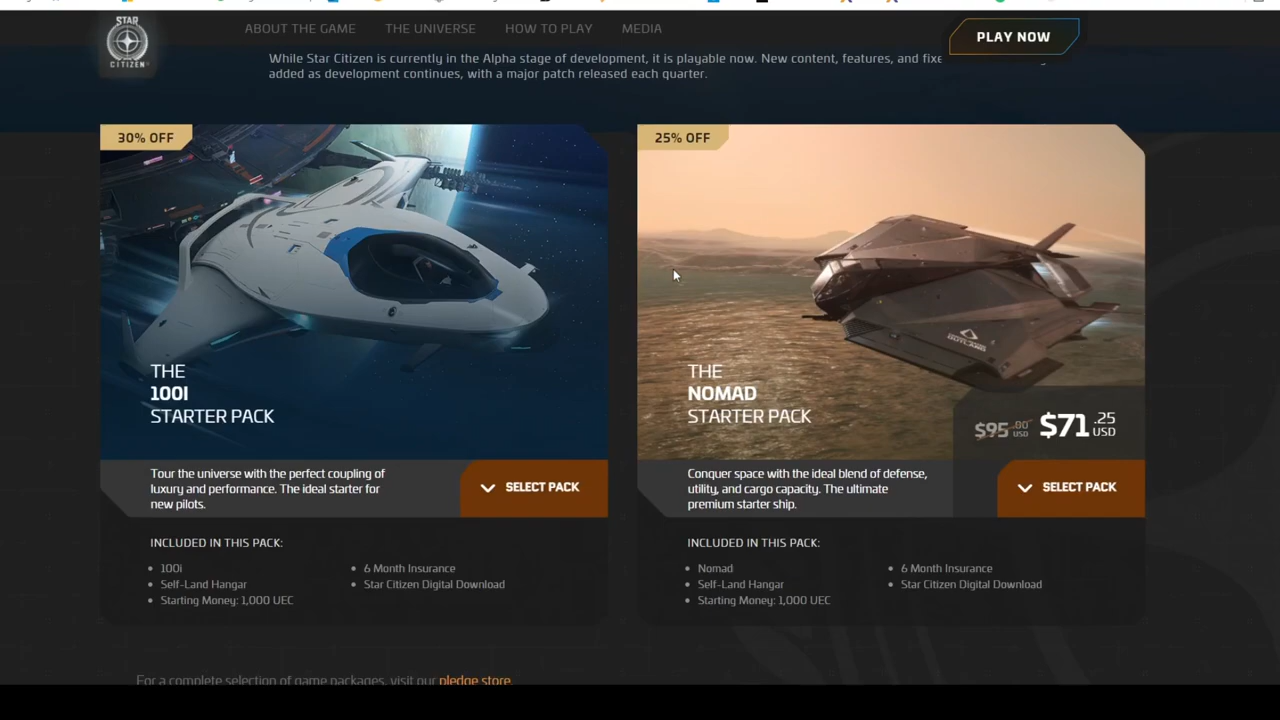 STAR
CITIZEN
ABOUT THE GAME
THE UNIVERSE
HOW TO PLAY
MEDIA
PLAY NOW
While Star Citizen is currently in the Alpha stage of development, it is playable now. New content, features, and fixe
added as development continues, with a major patch released each quarter.
30% OFF
THE
100I
STARTER PACK
Tour the universe with the perfect coupling of
luxury and performance. The ideal starter for
new pilots.
SELECT PACK
INCLUDED IN THIS PACK:
• 100i
• Self-Land Hangar
• Starting Money: 1,000 UEC
• 6 Month Insurance
• Star Citizen Digital Download
25% OFF
OUTLAND
THE
NOMAD
STARTER PACK
$95.00 USD $71.25 USD
Conquer space with the ideal blend of defense,
utility, and cargo capacity. The ultimate
premium starter ship.
SELECT PACK
INCLUDED IN THIS PACK:
• Nomad
• Self-Land Hangar
• Starting Money: 1,000 UEC
• 6 Month Insurance
• Star Citizen Digital Download
For a complete selection of game packages, visit our pledge store.